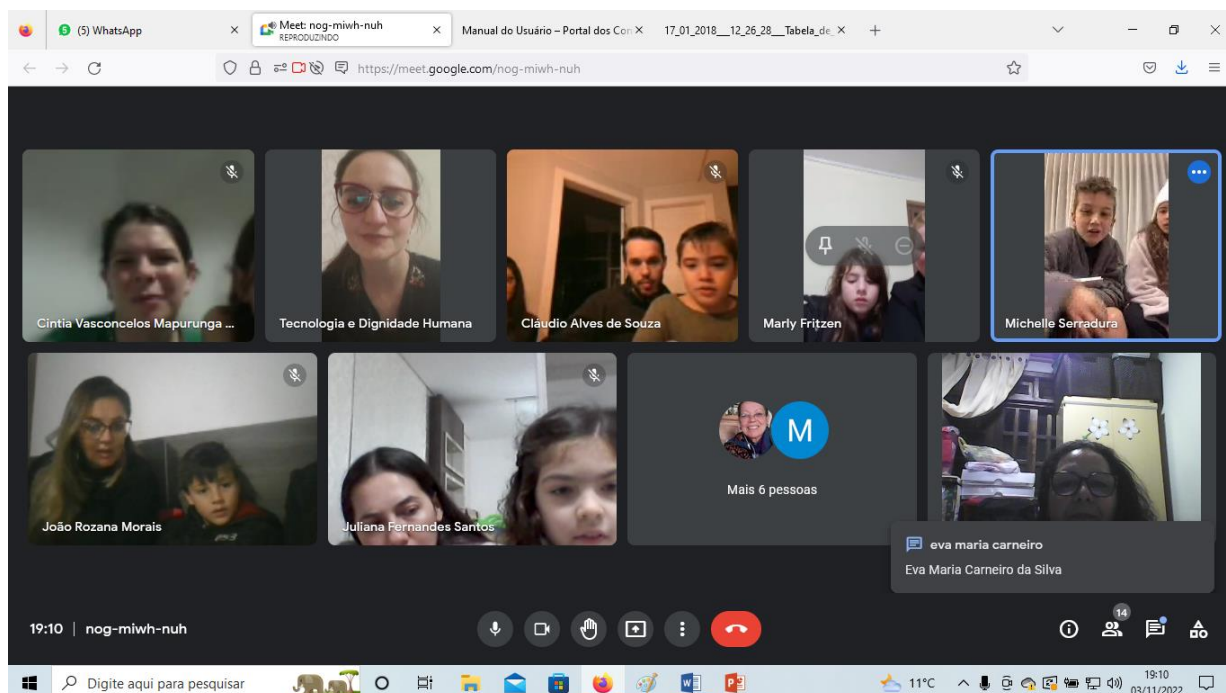 (5) WhatsApp
Meet: nog-miwh-nuh
REPRODUZINDO
Manual do Usuário – Portal dos Con
17_01_2018__12_26_28__Tabela_de_
https://meet.google.com/nog-miwh-nuh
Cintia Vasconcelos Mapurunga ...
Tecnologia e Dignidade Humana
Cláudio Alves de Souza
Marly Fritzen
Michelle Serradura
João Rozana Morais
Juliana Fernandes Santos
M
Mais 6 pessoas
eva maria carneiro
Eva Maria Carneiro da Silva
19:10 | nog-miwh-nuh
14
Digite aqui para pesquisar
11°C
19:10
03/11/2022